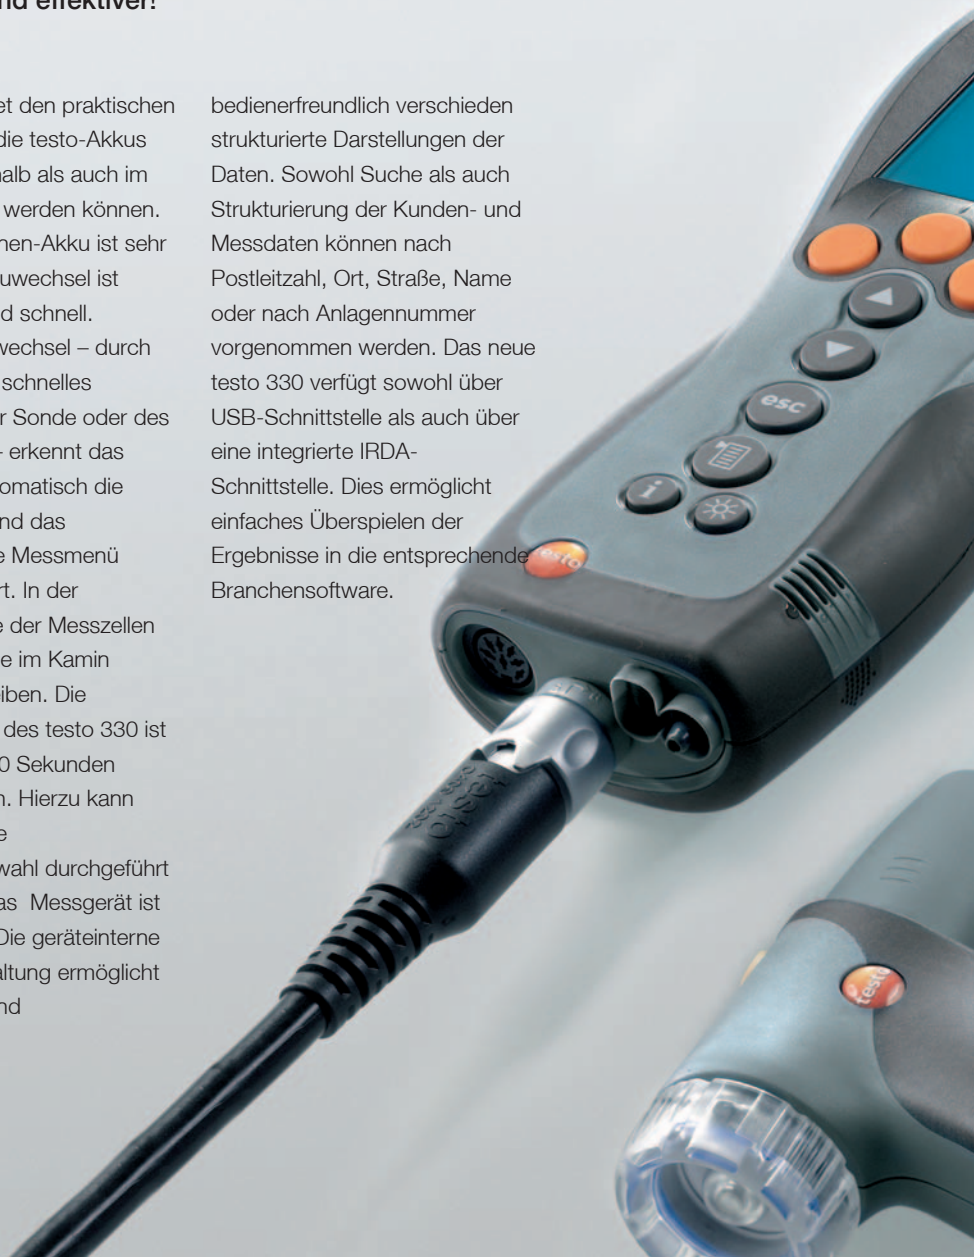 nd effektiver!
et den praktischen
die testo-Akkus
halb als auch im
werden können.
nen-Akku ist sehr
uwechsel ist
d schnell.
wechsel – durch
schnelles
r Sonde oder des
– erkennt das
omatisch die
nd das
e Messmenü
rt. In der
e der Messzellen
e im Kamin
iben. Die
des testo 330 ist
0 Sekunden
n. Hierzu kann
e
wahl durchgeführt
as Messgerät ist
Die geräteinterne
altung ermöglicht
nd
bedienerfreundlich verschieden
strukturierte Darstellungen der
Daten. Sowohl Suche als auch
Strukturierung der Kunden- und
Messdaten können nach
Postleitzahl, Ort, Straße, Name
oder nach Anlagennummer
vorgenommen werden. Das neue
testo 330 verfügt sowohl über
USB-Schnittstelle als auch über
eine integrierte IRDA-
Schnittstelle. Dies ermöglicht
einfaches Überspielen der
Ergebnisse in die entsprechende
Branchensoftware.
esc
i
testo
testo
testo